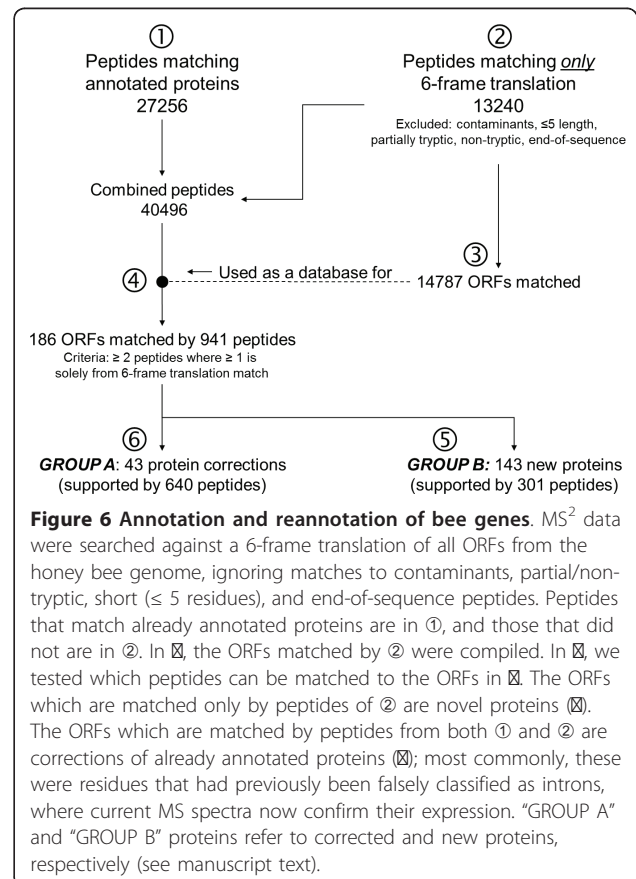 ①
Peptides matching
annotated proteins
27256
②
Peptides matching only
6-frame translation
13240
Excluded: contaminants, ≤5 length,
partially tryptic, non-tryptic, end-of-sequence
Combined peptides
40496
③
14787 ORFs matched
Used as a database for
④
186 ORFs matched by 941 peptides
Criteria: ≥ 2 peptides where ≥ 1 is
solely from 6-frame translation match
⑥
GROUP A: 43 protein corrections
(supported by 640 peptides)
⑤
GROUP B: 143 new proteins
(supported by 301 peptides)
Figure 6 Annotation and reannotation of bee genes. MS² data
were searched against a 6-frame translation of all ORFs from the
honey bee genome, ignoring matches to contaminants, partial/non-
tryptic, short (≤ 5 residues), and end-of-sequence peptides. Peptides
that match already annotated proteins are in ①, and those that did
not are in ②. In , the ORFs matched by ② were compiled. In , we
tested which peptides can be matched to the ORFs in . The ORFs
which are matched only by peptides of ② are novel proteins (). 
The ORFs which are matched by peptides from both ① and ② are
corrections of already annotated proteins (); most commonly, these
were residues that had previously been falsely classified as introns,
where current MS spectra now confirm their expression. “GROUP A”
and “GROUP B” proteins refer to corrected and new proteins,
respectively (see manuscript text).